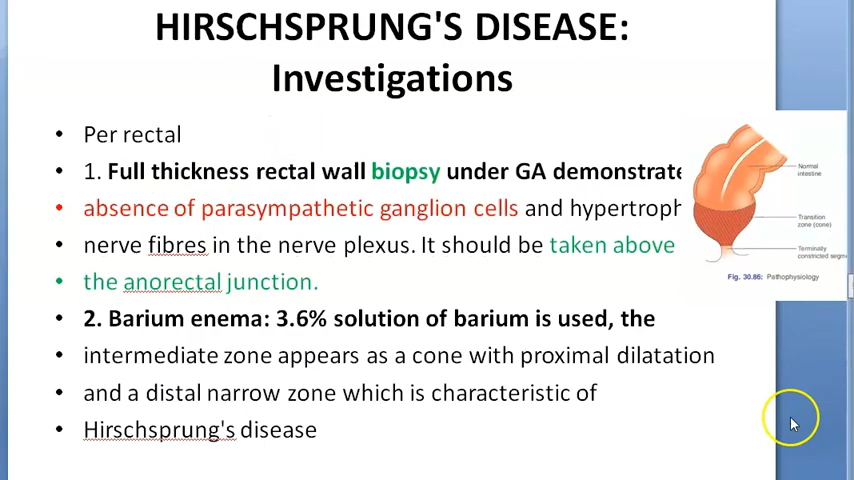 HIRSCHSPRUNG'S DISEASE:
Investigations
• Per rectal
• 1. Full thickness rectal wall biopsy under GA demonstrate
• absence of parasympathetic ganglion cells and hypertroph
• nerve fibres in the nerve plexus. It should be taken above
• the anorectal junction.
• 2. Barium enema: 3.6% solution of barium is used, the
• intermediate zone appears as a cone with proximal dilatation
• and a distal narrow zone which is characteristic of
• Hirschsprung's disease
Normal
intestine
Transition
zone (cone)
Terminally
constricted segm
Fig. 30.86: Pathophysiology